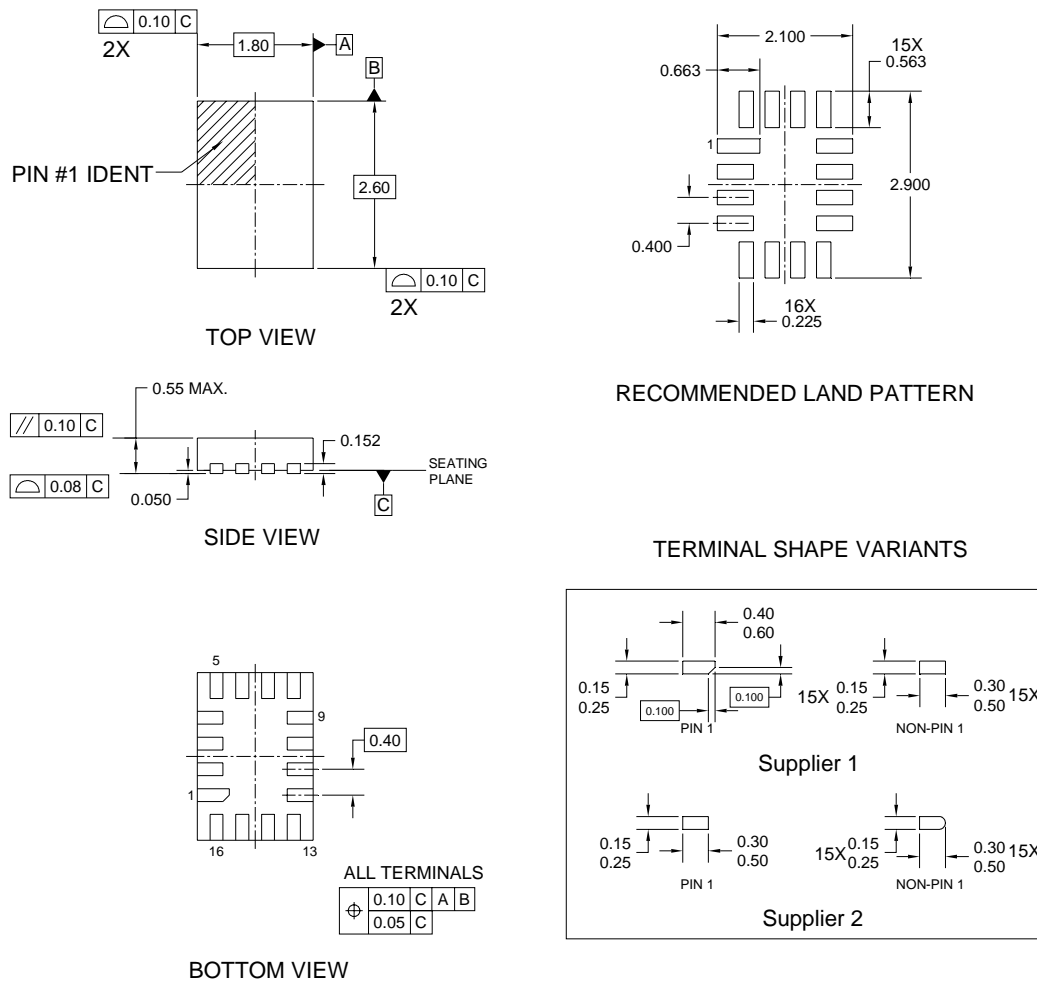 0.10 C
2X
1.80
A
B
PIN #1 IDENT
2.60
0.10 C
2X
TOP VIEW
2.100
15X
0.563
0.663
1
2.900
0.400
16X
0.225
RECOMMENDED LAND PATTERN
0.55 MAX.
// 0.10 C
0.152
SEATING
PLANE
0.08 C
0.050
C
SIDE VIEW
TERMINAL SHAPE VARIANTS
0.40
0.60
0.15
0.25
0.100
0.100
PIN 1
15X 0.15
0.25
0.30
0.50 15X
NON-PIN 1
Supplier 1
0.15
0.25
0.30
0.50
PIN 1
15X 0.15
0.25
0.30
0.50 15X
NON-PIN 1
Supplier 2
5
9
0.40
1
16
13
ALL TERMINALS
0.10 C A B
0.05 C
BOTTOM VIEW